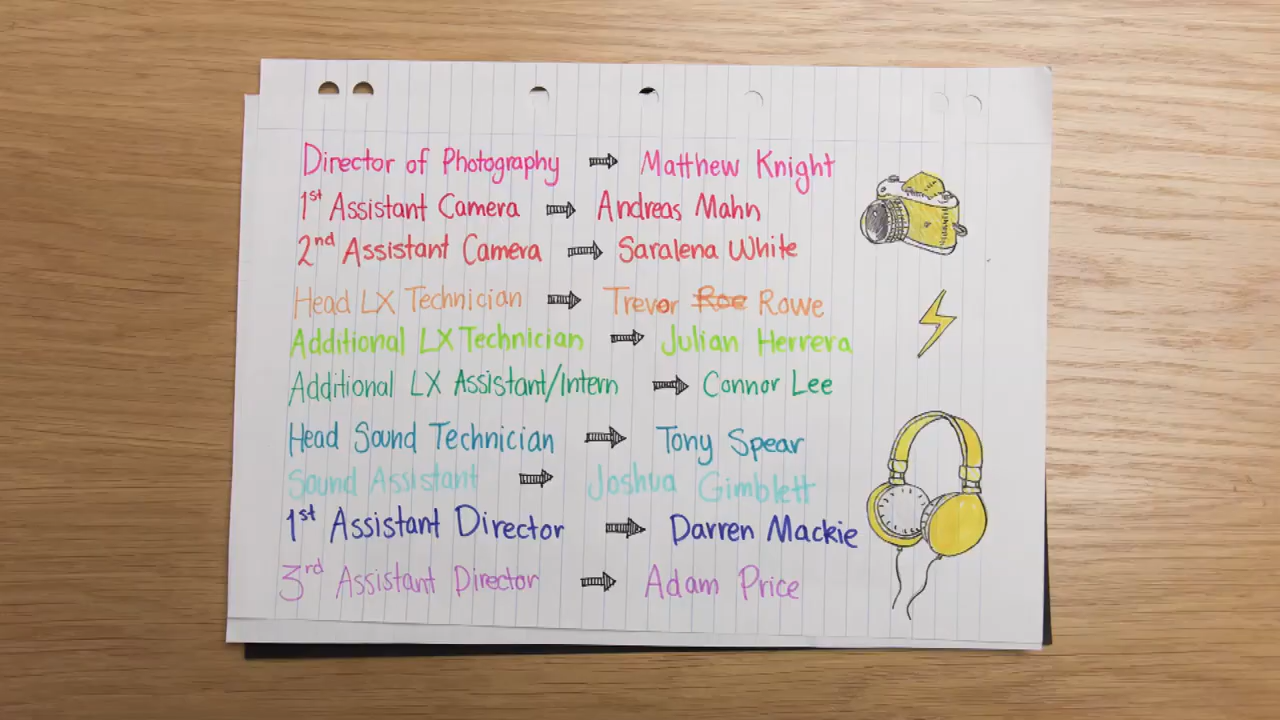 Director of Photography ⇒ Matthew Knight
1st Assistant Camera ⇒ Andreas Mahn
2nd Assistant Camera ⇒ Saralena White
Head LX Technician ⇒ Trevor Roe Rowe
Additional LX Technician ⇒ Julian Herrera
Additional LX Assistant/Intern ⇒ Connor Lee
Head Sound Technician ⇒ Tony Spear
Sound Assistant ⇒ Joshua Gimblett
1st Assistant Director ⇒ Darren Mackie
3rd Assistant Director ⇒ Adam Price